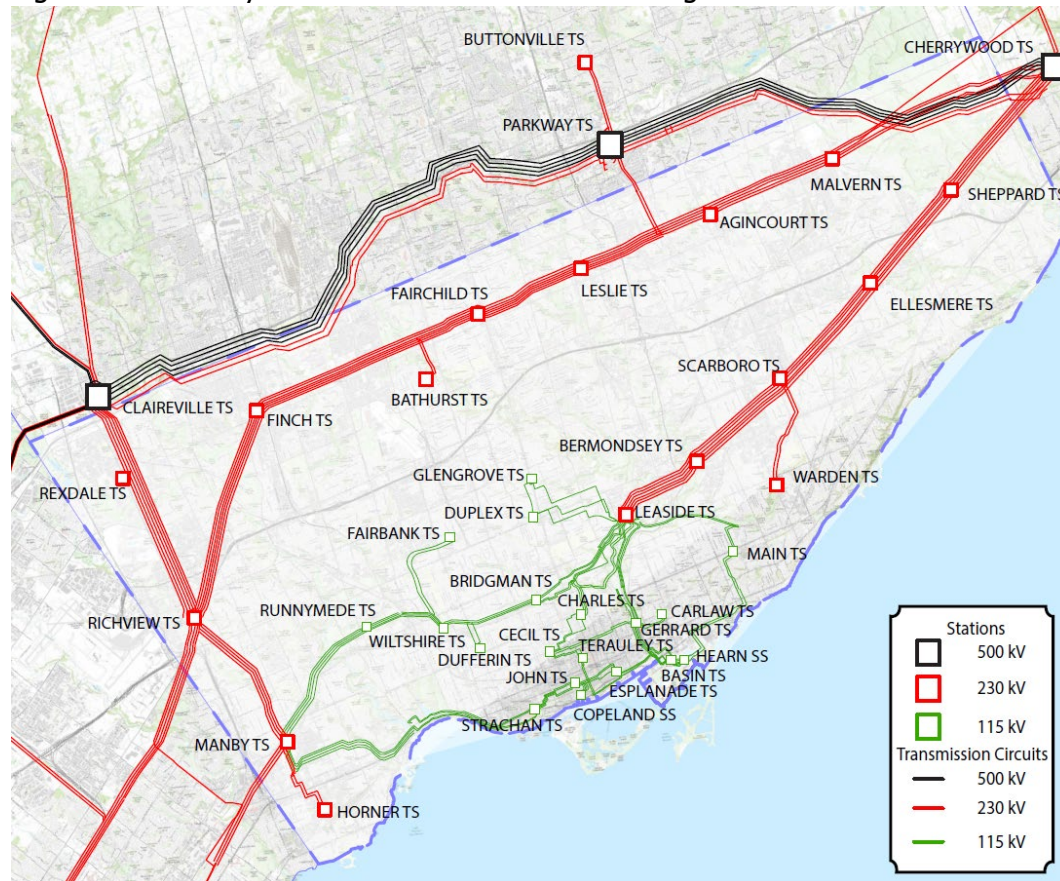 BUTTONVILLE TS
CHERRYWOOD TS
PARKWAY TS
MALVERN TS
SHEPPARD TS
AGINCOURT TS
LESLIE TS
ELLESMERE TS
FAIRCHILD TS
SCARBORO TS
BATHURST TS
CLAIREVILLE TS
FINCH TS
BERMONDSEY TS
REXDALE TS
GLENGROVE TS
WARDEN TS
DUPLEX TS
LEASIDE TS
FAIRBANK TS
MAIN TS
BRIDGMAN TS
CHARLES TS
CARLAW TS
RUNNYMEDE TS
RICHVIEW TS
WILTSHIRE TS
CECIL TS
GERRARD TS
DUFFERIN TS
TERAULEY TS
HEARN SS
JOHN TS
BASIN TS
ESPLANADE TS
STRACHAN TS
COPELAND SS
MANBY TS
HORNER TS
Stations
500 kV
230 kV
115 kV
Transmission Circuits
500 kV
230 kV
115 kV